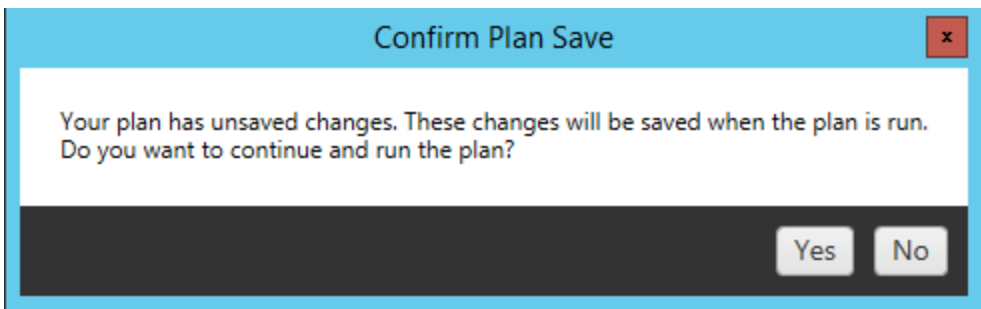 Confirm Plan Save
x
Your plan has unsaved changes. These changes will be saved when the plan is run.
Do you want to continue and run the plan?
Yes No